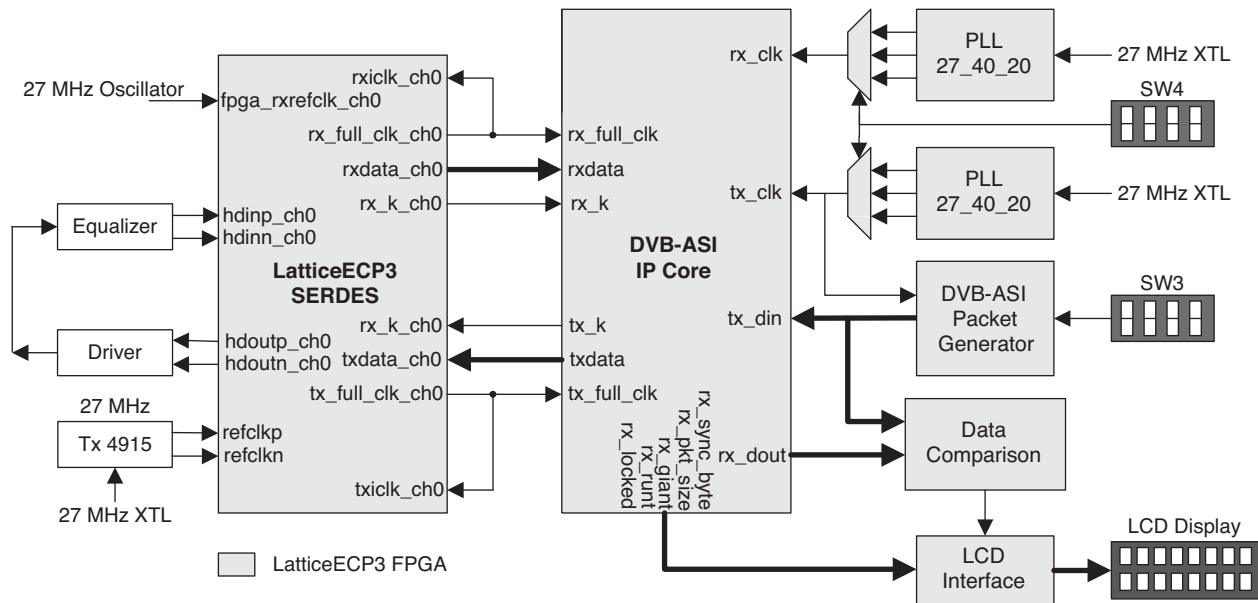 27 MHz Oscillator
Equalizer
Driver
27 MHz
Tx 4915
27 MHz XTL
rxiclk_ch0
fpga_rxrefclk_ch0
rx_full_clk_ch0
rxdata_ch0
rx_k_ch0
hdinp_ch0
hdinn_ch0
LatticeECP3
SERDES
rx_k_ch0
hdoutp_ch0
txdata_ch0
hdoutn_ch0
tx_full_clk_ch0
refclkp
refclkn
txiclk_ch0
LatticeECP3 FPGA
rx_clk
rx_full_clk
rxdata
tx_clk
rx_k
DVB-ASI
IP Core
tx_din
tx_k
txdata
tx_full_clk
rx_dout
rx_locked
rx_runt
rx_giant
rx_pkt_size
rx_sync_byte
PLL
27_40_20
27 MHz XTL
SW4
PLL
27_40_20
27 MHz XTL
DVB-ASI
Packet
Generator
SW3
Data
Comparison
LCD
Interface
LCD Display